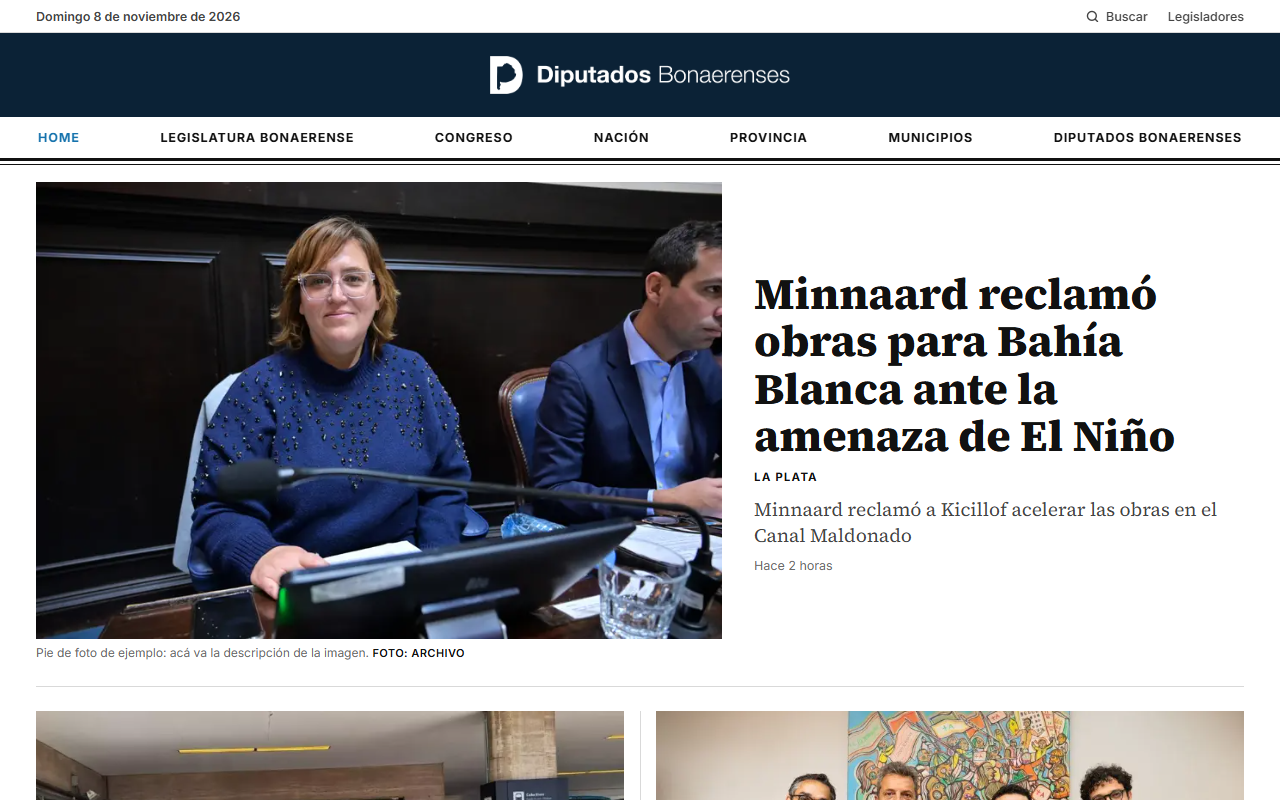 Domingo 8 de noviembre de 2026
Buscar
Legisladores
Diputados Bonaerenses
HOME
LEGISLATURA BONAERENSE
CONGRESO
NACIÓN
PROVINCIA
MUNICIPIOS
DIPUTADOS BONAERENSES
Minnaard reclamó
obras para Bahía
Blanca ante la
amenaza de El Niño
LA PLATA
Minnaard reclamó a Kicillof acelerar las obras en el
Canal Maldonado
Hace 2 horas
Pie de foto de ejemplo: acá va la descripción de la imagen. FOTO: ARCHIVO